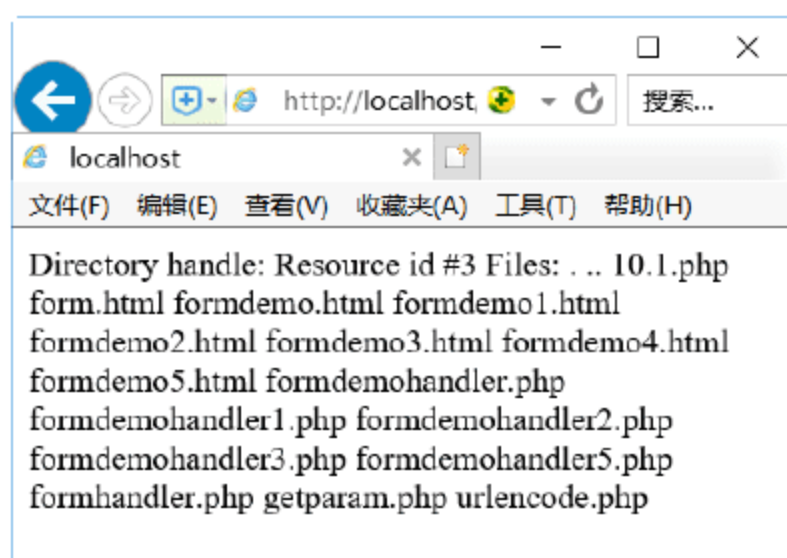 http://localhost
搜索...
localhost
文件(F) 编辑(E) 查看(V) 收藏夹(A) 工具(T) 帮助(H)
Directory handle: Resource id #3 Files: . .. 10.1.php
form.html formdemo.html formdemo1.html
formdemo2.html formdemo3.html formdemo4.html
formdemo5.html formdemohandler.php
formdemohandler1.php formdemohandler2.php
formdemohandler3.php formdemohandler5.php
formhandler.php getparam.php urlencode.php